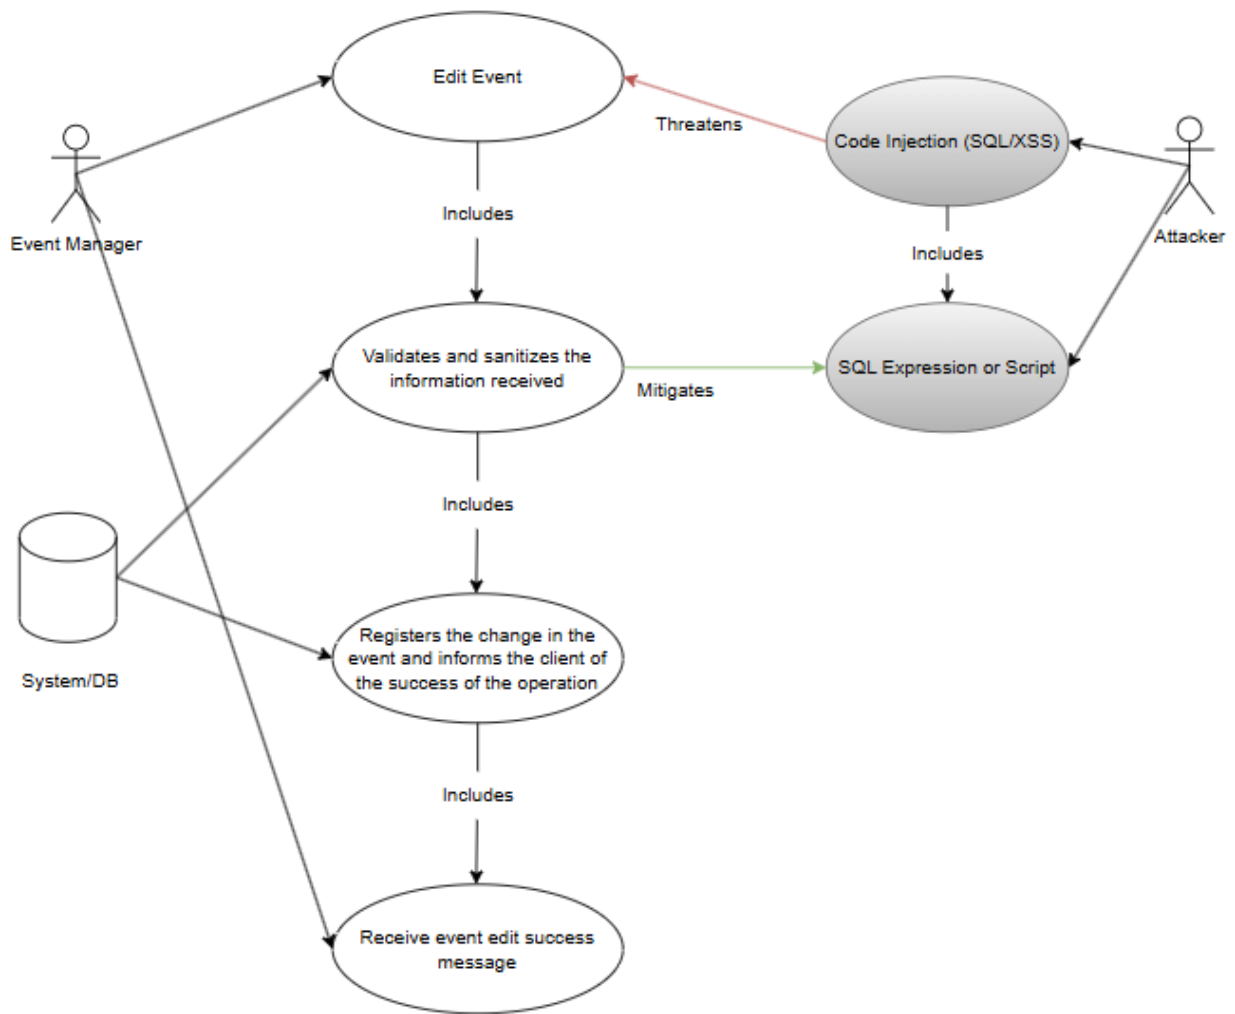 Edit Event
Threatens
Code Injection (SQL/XSS)
Event Manager
Includes
Attacker
Includes
Validates and sanitizes the
information received
Mitigates
SQL Expression or Script
Includes
System/DB
Registers the change in the
event and informs the client of
the success of the operation
Includes
Receive event edit success
message